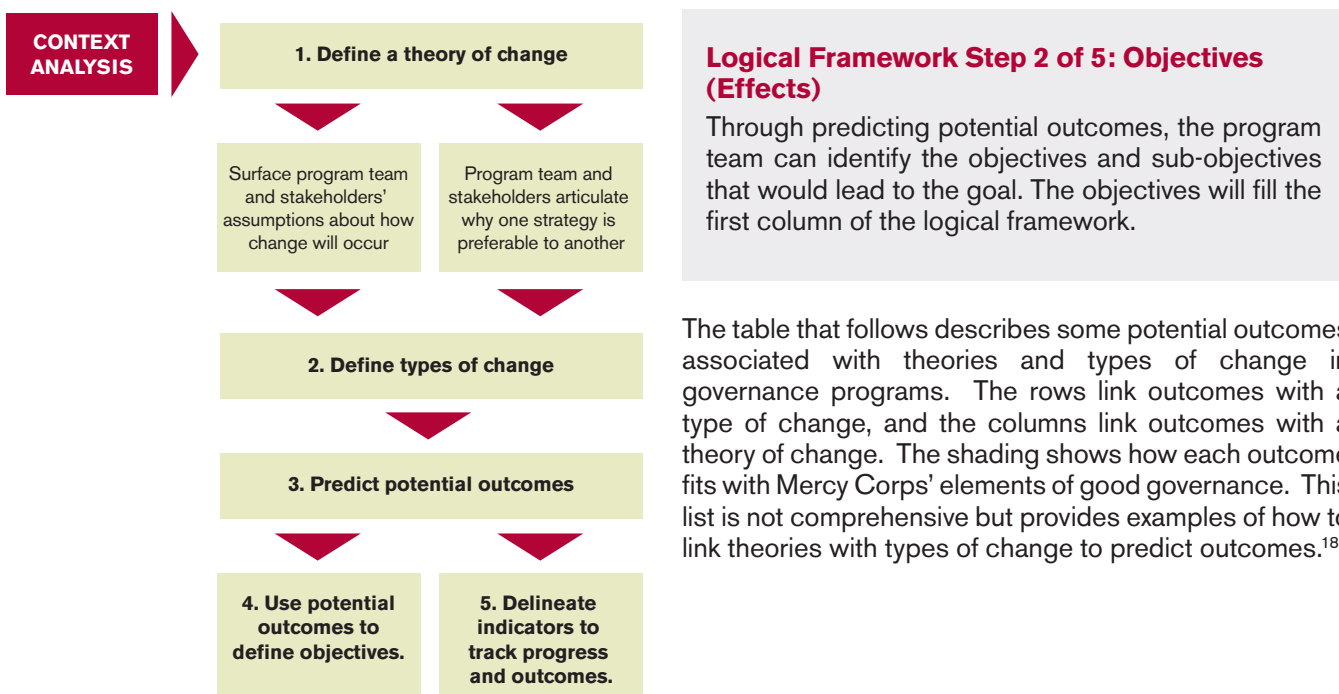 CONTEXT
ANALYSIS
1. Define a theory of change
Surface program team
and stakeholders'
assumptions about how
change will occur
Program team and
stakeholders articulate
why one strategy is
preferable to another
2. Define types of change
3. Predict potential outcomes
4. Use potential
outcomes to
define objectives.
5. Delineate
indicators to
track progress
and outcomes.
Logical Framework Step 2 of 5: Objectives
(Effects)
Through predicting potential outcomes, the program
team can identify the objectives and sub-objectives
that would lead to the goal. The objectives will fill the
first column of the logical framework.
The table that follows describes some potential outcomes
associated with theories and types of change
governance programs. The rows link outcomes with a
type of change, and the columns link outcomes with a
theory of change. The shading shows how each outcome
fits with Mercy Corps' elements of good governance. This
list is not comprehensive but provides examples of how to
link theories with types of change to predict outcomes.18